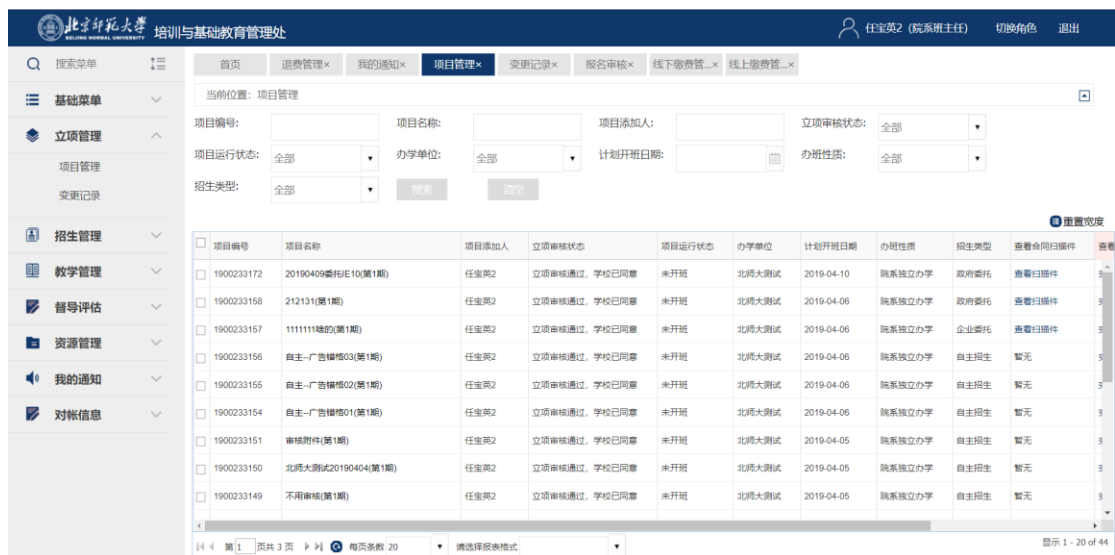 北京师范大学 培训与基础教育管理处 任宝英2 (院系班主任) 切换角色 退出
BEIJING NORMAL UNIVERSITY
搜索菜单
首页 退费管理× 我的通知× 项目管理× 变更记录× 报名审核× 线下缴费管...× 线上缴费管...×
基础菜单
立项管理
项目管理
变更记录
招生管理
教学管理
督导评估
资源管理
我的通知
对帐信息
当前位置: 项目管理
项目编号: 项目名称: 项目添加人: 立项审核状态: 全部
项目运行状态: 全部 办学单位: 全部 计划开班日期: 办班性质: 全部
招生类型: 全部 搜索 清空
重置宽度
项目编号 项目名称 项目添加人 立项审核状态 项目运行状态 办学单位 计划开班日期 办班性质 招生类型 查看合同扫描件 查看
1900233172 20190409委托IE10(第1期) 任宝英2 立项审核通过，学校已同意 未开班 北师大测试 2019-04-10 院系独立办学 政府委托 查看扫描件
1900233158 212131(第1期) 任宝英2 立项审核通过，学校已同意 未开班 北师大测试 2019-04-06 院系独立办学 政府委托 查看扫描件
1900233157 1111111啥的(第1期) 任宝英2 立项审核通过，学校已同意 未开班 北师大测试 2019-04-06 院系独立办学 企业委托 查看扫描件
1900233156 自主--广告错格03(第1期) 任宝英2 立项审核通过，学校已同意 未开班 北师大测试 2019-04-06 院系独立办学 自主招生 暂无
1900233155 自主--广告错格02(第1期) 任宝英2 立项审核通过，学校已同意 未开班 北师大测试 2019-04-06 院系独立办学 自主招生 暂无
1900233154 自主--广告错格01(第1期) 任宝英2 立项审核通过，学校已同意 未开班 北师大测试 2019-04-06 院系独立办学 自主招生 暂无
1900233151 审核附件(第1期) 任宝英2 立项审核通过，学校已同意 未开班 北师大测试 2019-04-05 院系独立办学 自主招生 暂无
1900233150 北师大测试20190404(第1期) 任宝英2 立项审核通过，学校已同意 未开班 北师大测试 2019-04-05 院系独立办学 自主招生 暂无
1900233149 不用审核(第1期) 任宝英2 立项审核通过，学校已同意 未开班 北师大测试 2019-04-05 院系独立办学 自主招生 暂无
第 1 页共 3 页 每页条数 20 请选择报表格式 显示 1 - 20 of 44